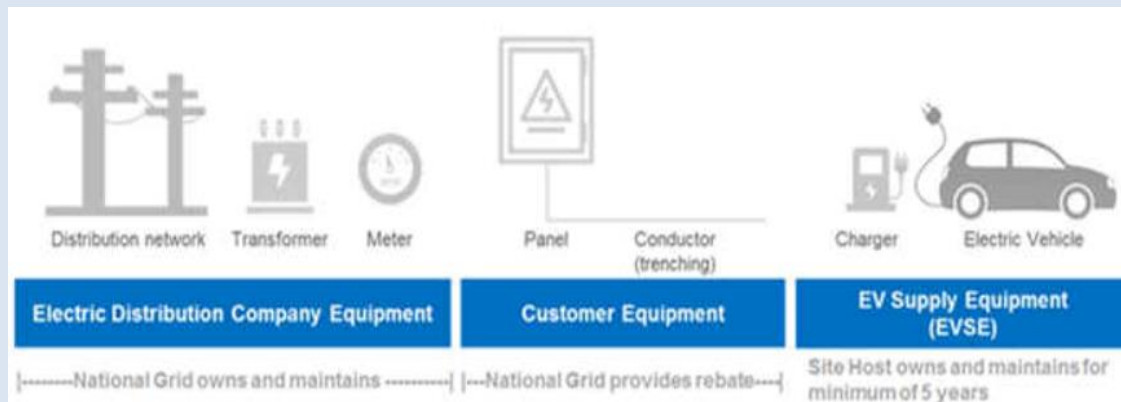 Distribution network
Transformer
Meter
Panel
Conductor
(trenching)
Charger
Electric Vehicle
Electric Distribution Company Equipment
Customer Equipment
EV Supply Equipment
(EVSE)
|--------National Grid owns and maintains ----------|
|---National Grid provides rebate----|
Site Host owns and maintains for
minimum of 5 years